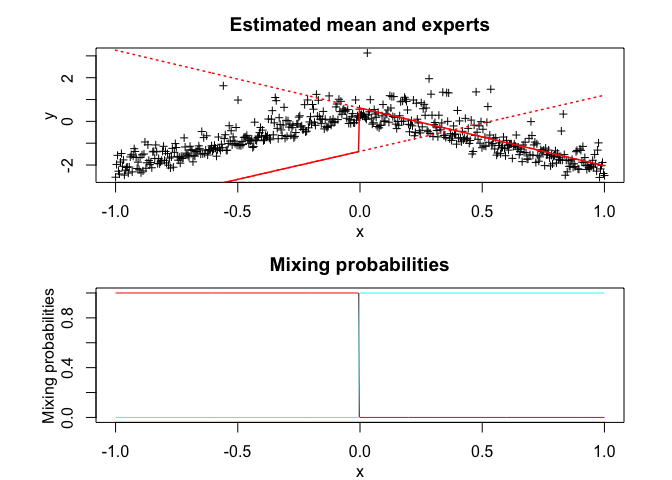 Estimated mean and experts
y
2
0
-2
-1.0 -0.5 0.0 0.5 1.0
x
Mixing probabilities
Mixing probabilities
0.8
0.4
0.0
-1.0 -0.5 0.0 0.5 1.0
x